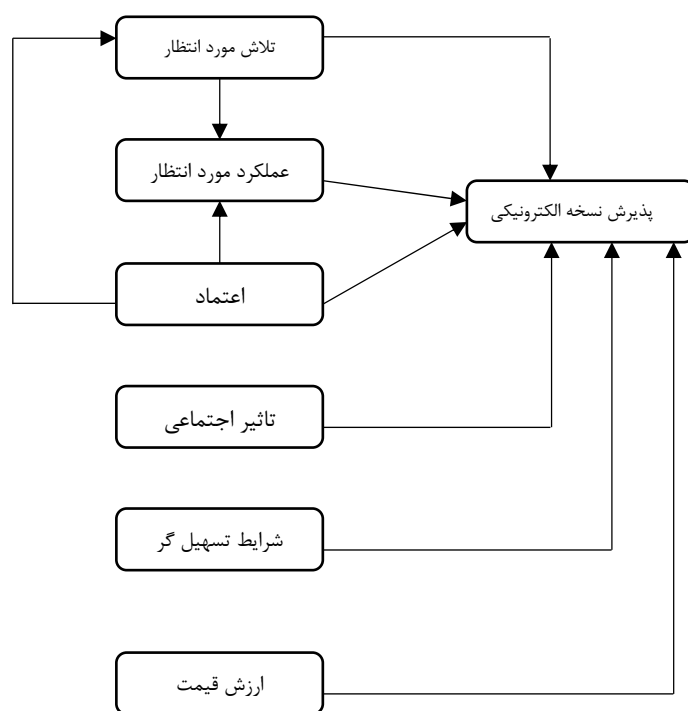 تلاش مورد انتظار
عملکرد مورد انتظار
پذیرش نسخه الکترونیکی
اعتماد
تاثیر اجتماعی
شرایط تسهیل گر
ارزش قیمت